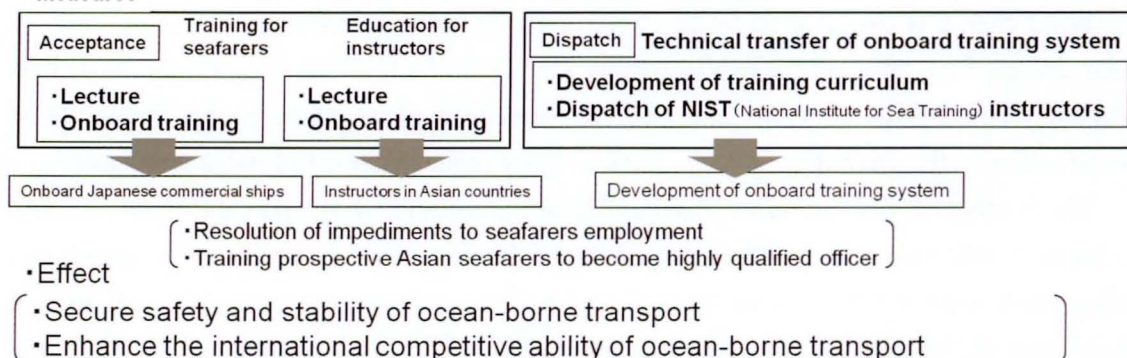 Acceptance
Training for seafarers
Education for instructors
・Lecture
・Onboard training
・Lecture
・Onboard training
Dispatch
Technical transfer of onboard training system
・Development of training curriculum
・Dispatch of NIST (National Institute for Sea Training) instructors
Onboard Japanese commercial ships
Instructors in Asian countries
Development of onboard training system
・Resolution of impediments to seafarers employment
・Training prospective Asian seafarers to become highly qualified officer
・Effect
・Secure safety and stability of ocean-borne transport
・Enhance the international competitive ability of ocean-borne transport